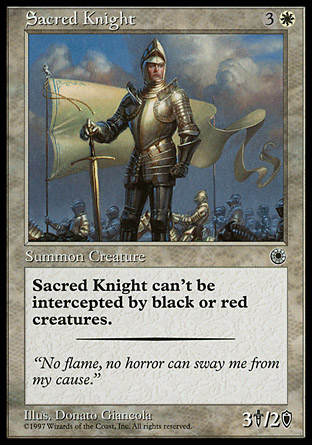 Sacred Knight 3
Summon Creature
Sacred Knight can't be
intercepted by black or red
creatures.
"No flame, no horror can sway me from
my cause."
Illus. Donato Giancola
©1997 Wizards of the Coast, Inc. All rights reserved.
3/2